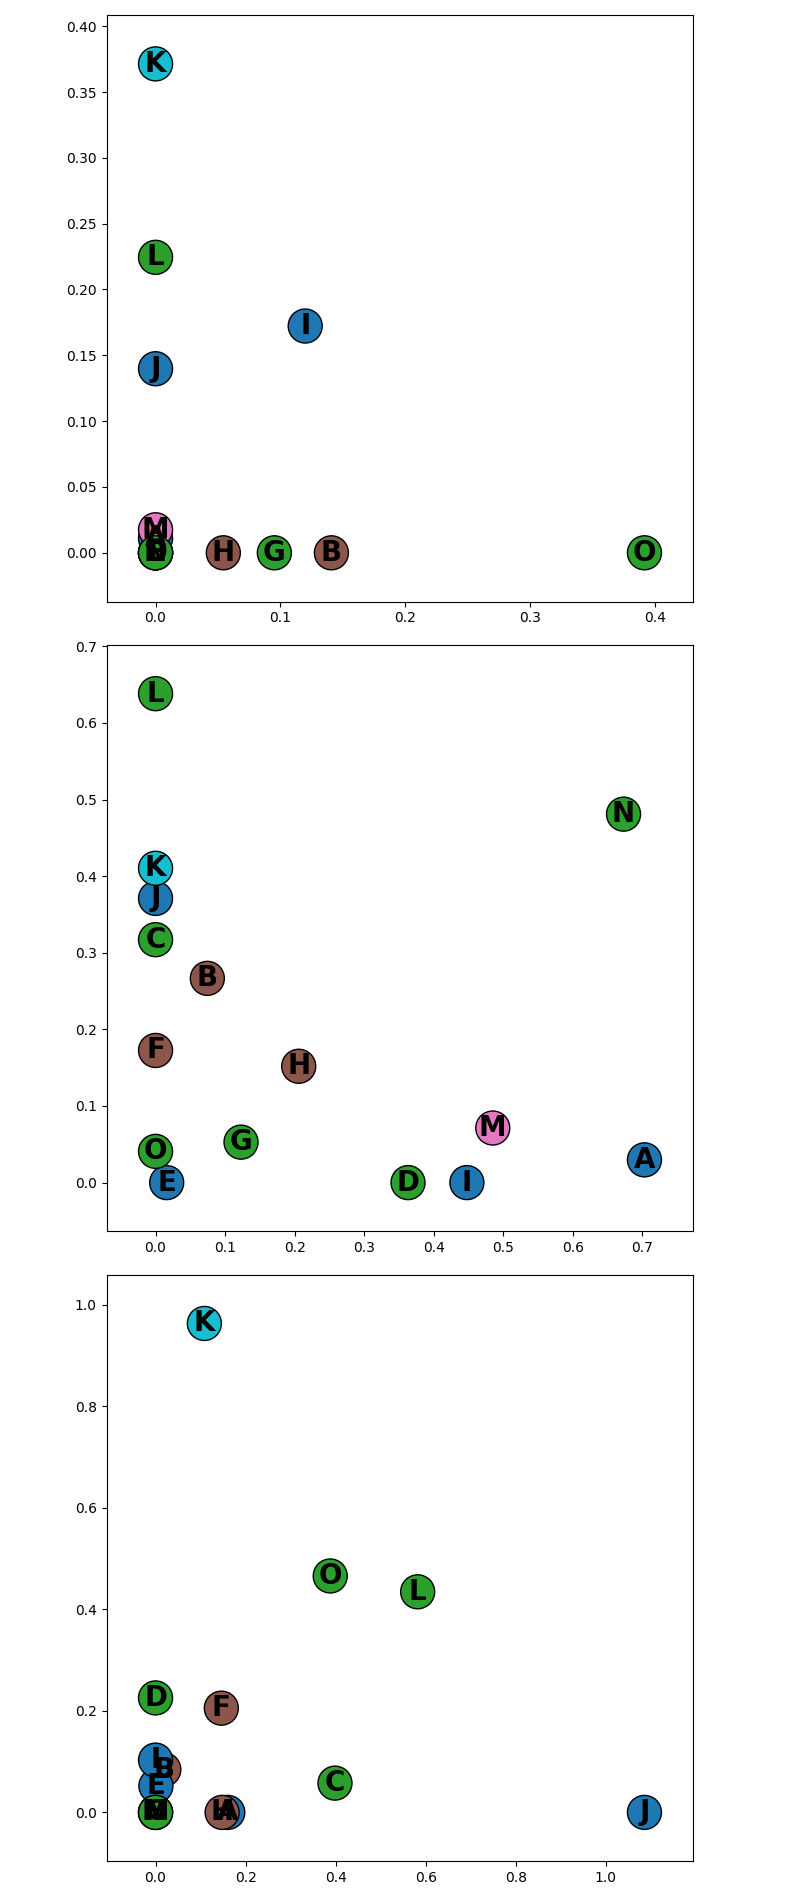 0.40
K
0.35
0.30
0.25
L
0.20
I
0.15
J
0.10
0.05
M
0.00 H G B O
0.0 0.1 0.2 0.3 0.4
0.7
L
0.6
0.5 N
K
0.4
J
C
0.3
B
0.2
F
H
0.1
M
G
O
A
0.0 E D I
0.0 0.1 0.2 0.3 0.4 0.5 0.6 0.7
1.0
K
0.8
0.6
O
L
0.4
D
0.2 F
I
B
E
C
0.0 H A J
0.0 0.2 0.4 0.6 0.8 1.0